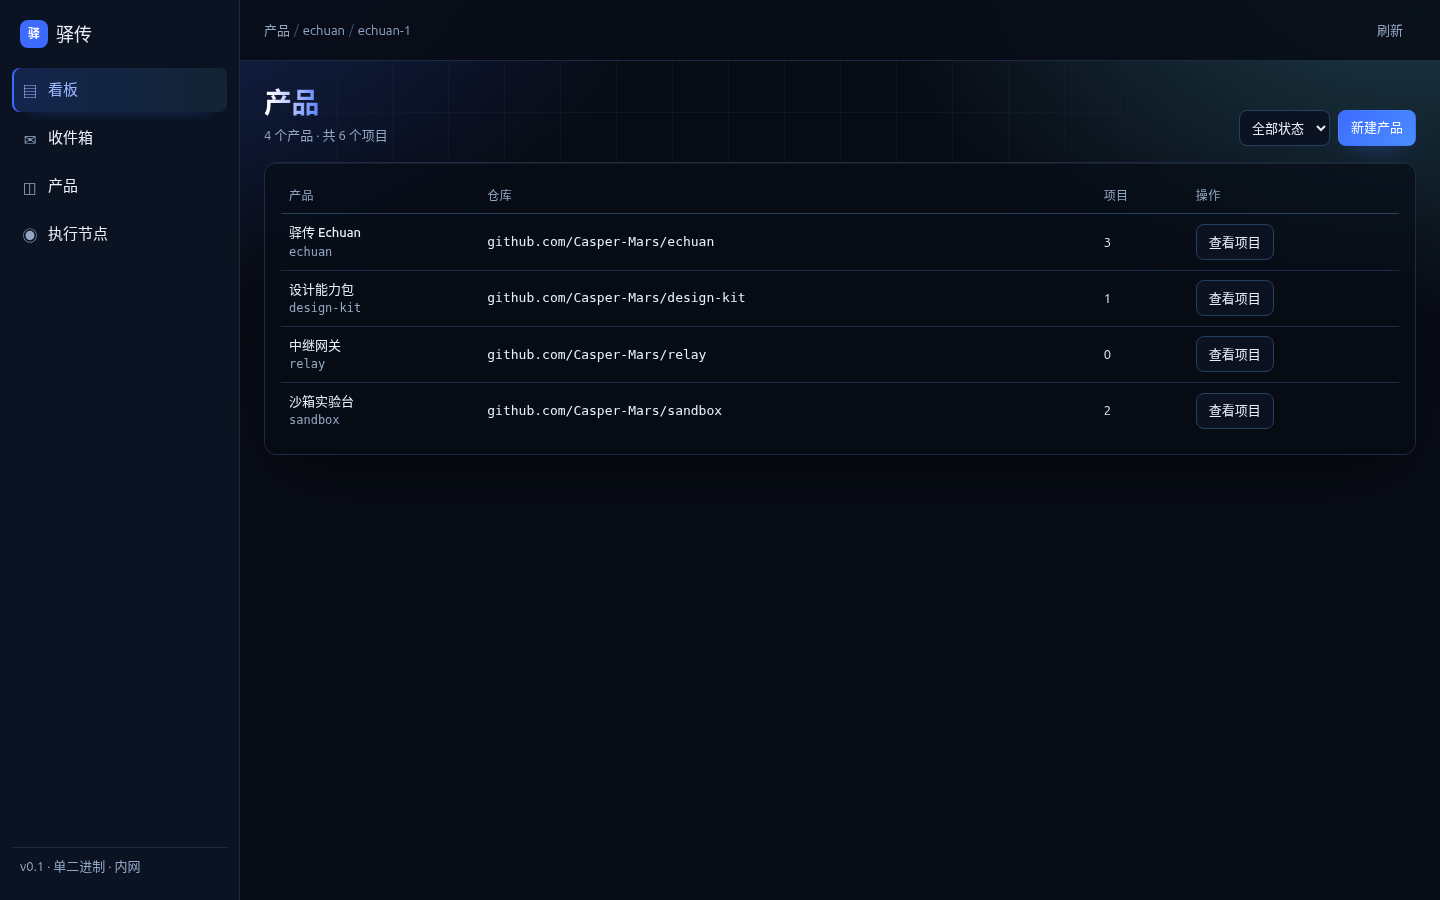 驿 驿传
看板
收件箱
产品
执行节点
v0.1 · 单二进制 · 内网
产品 / echuan / echuan-1
刷新
产品
4 个产品 · 共 6 个项目
全部状态
新建产品
产品 仓库 项目 操作
驿传 Echuan
echuan
github.com/Casper-Mars/echuan 3 查看项目
设计能力包
design-kit
github.com/Casper-Mars/design-kit 1 查看项目
中继网关
relay
github.com/Casper-Mars/relay 0 查看项目
沙箱实验台
sandbox
github.com/Casper-Mars/sandbox 2 查看项目